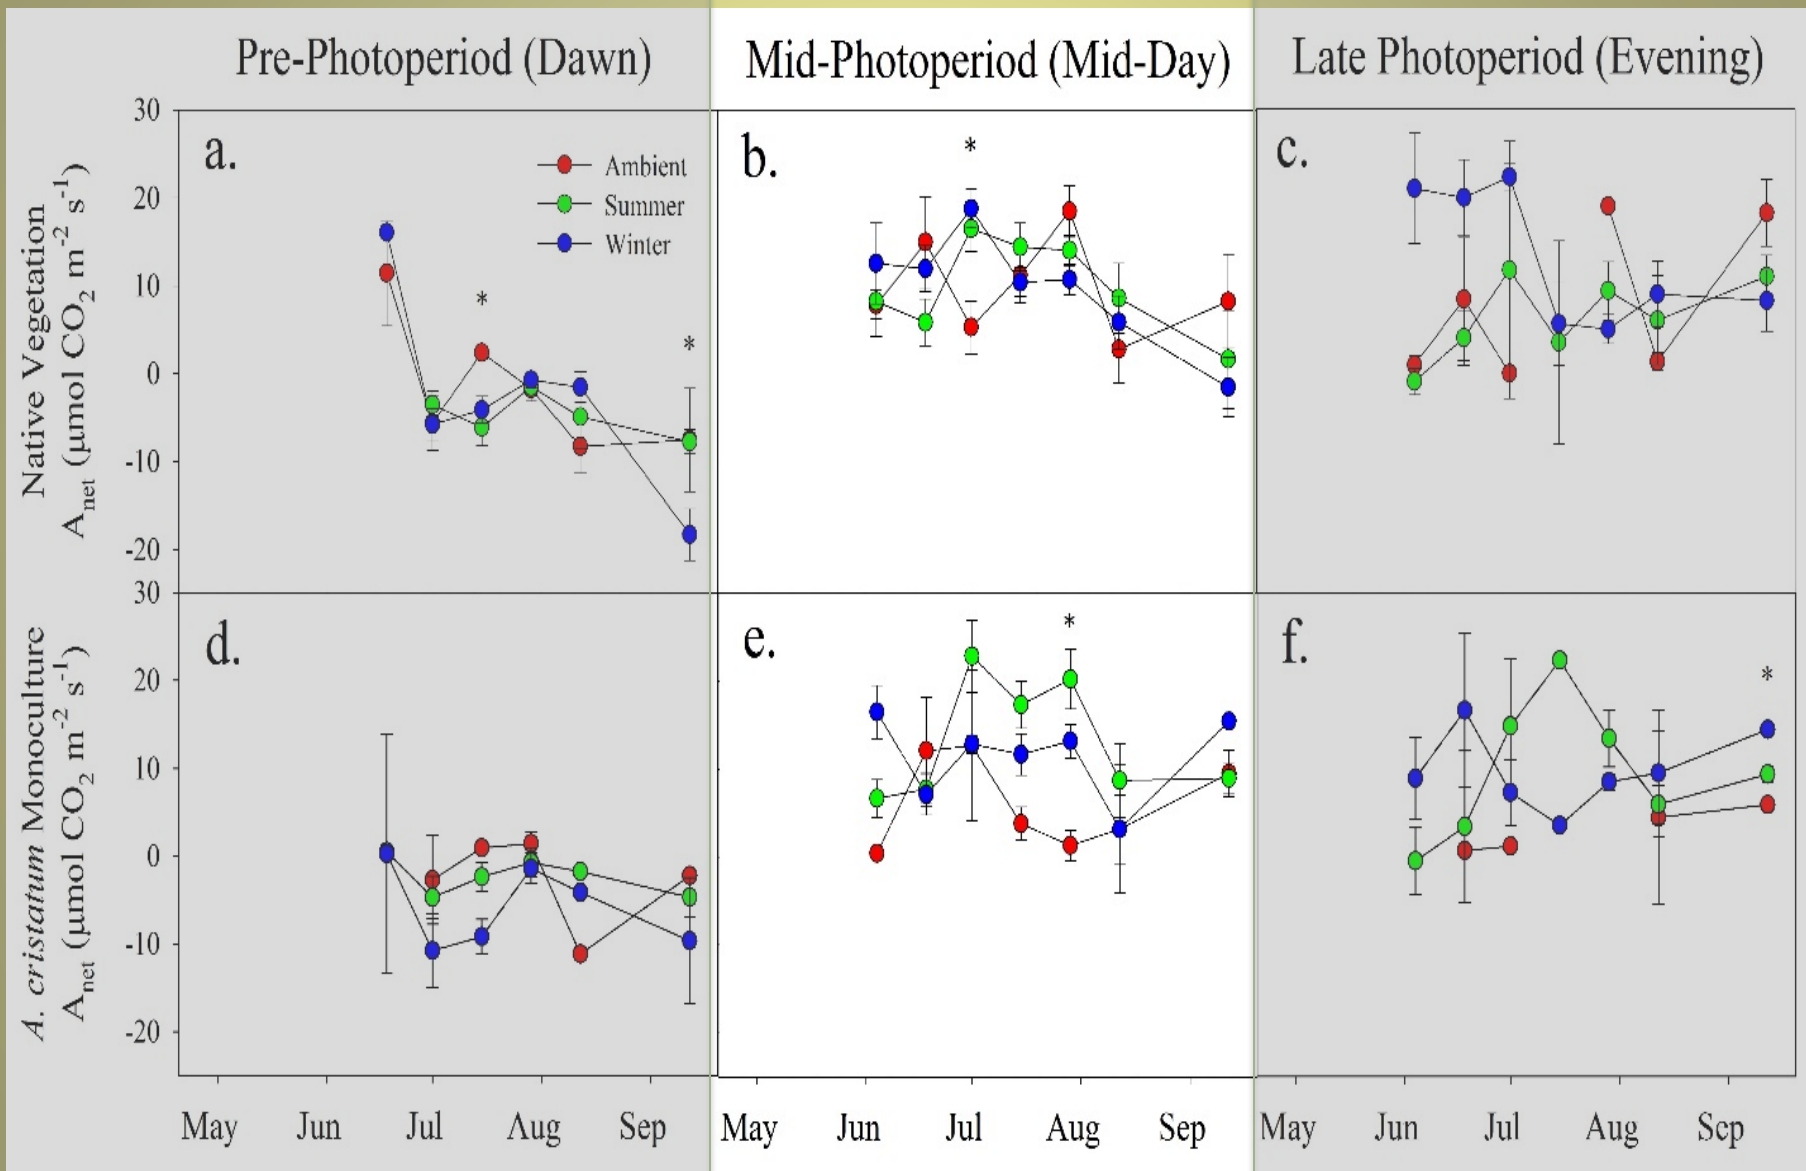 Pre-Photoperiod (Dawn)
Mid-Photoperiod (Mid-Day)
Late Photoperiod (Evening)
Native Vegetation
A_net (µmol CO₂ m⁻² s⁻¹)
30
20
10
0
-10
-20
a.
*
*
Ambient
Summer
Winter
b.
*
c.
A. cristatum Monoculture
A_net (µmol CO₂ m⁻² s⁻¹)
30
20
10
0
-10
-20
d.
e.
*
f.
*
May Jun Jul Aug Sep
May Jun Jul Aug Sep
May Jun Jul Aug Sep